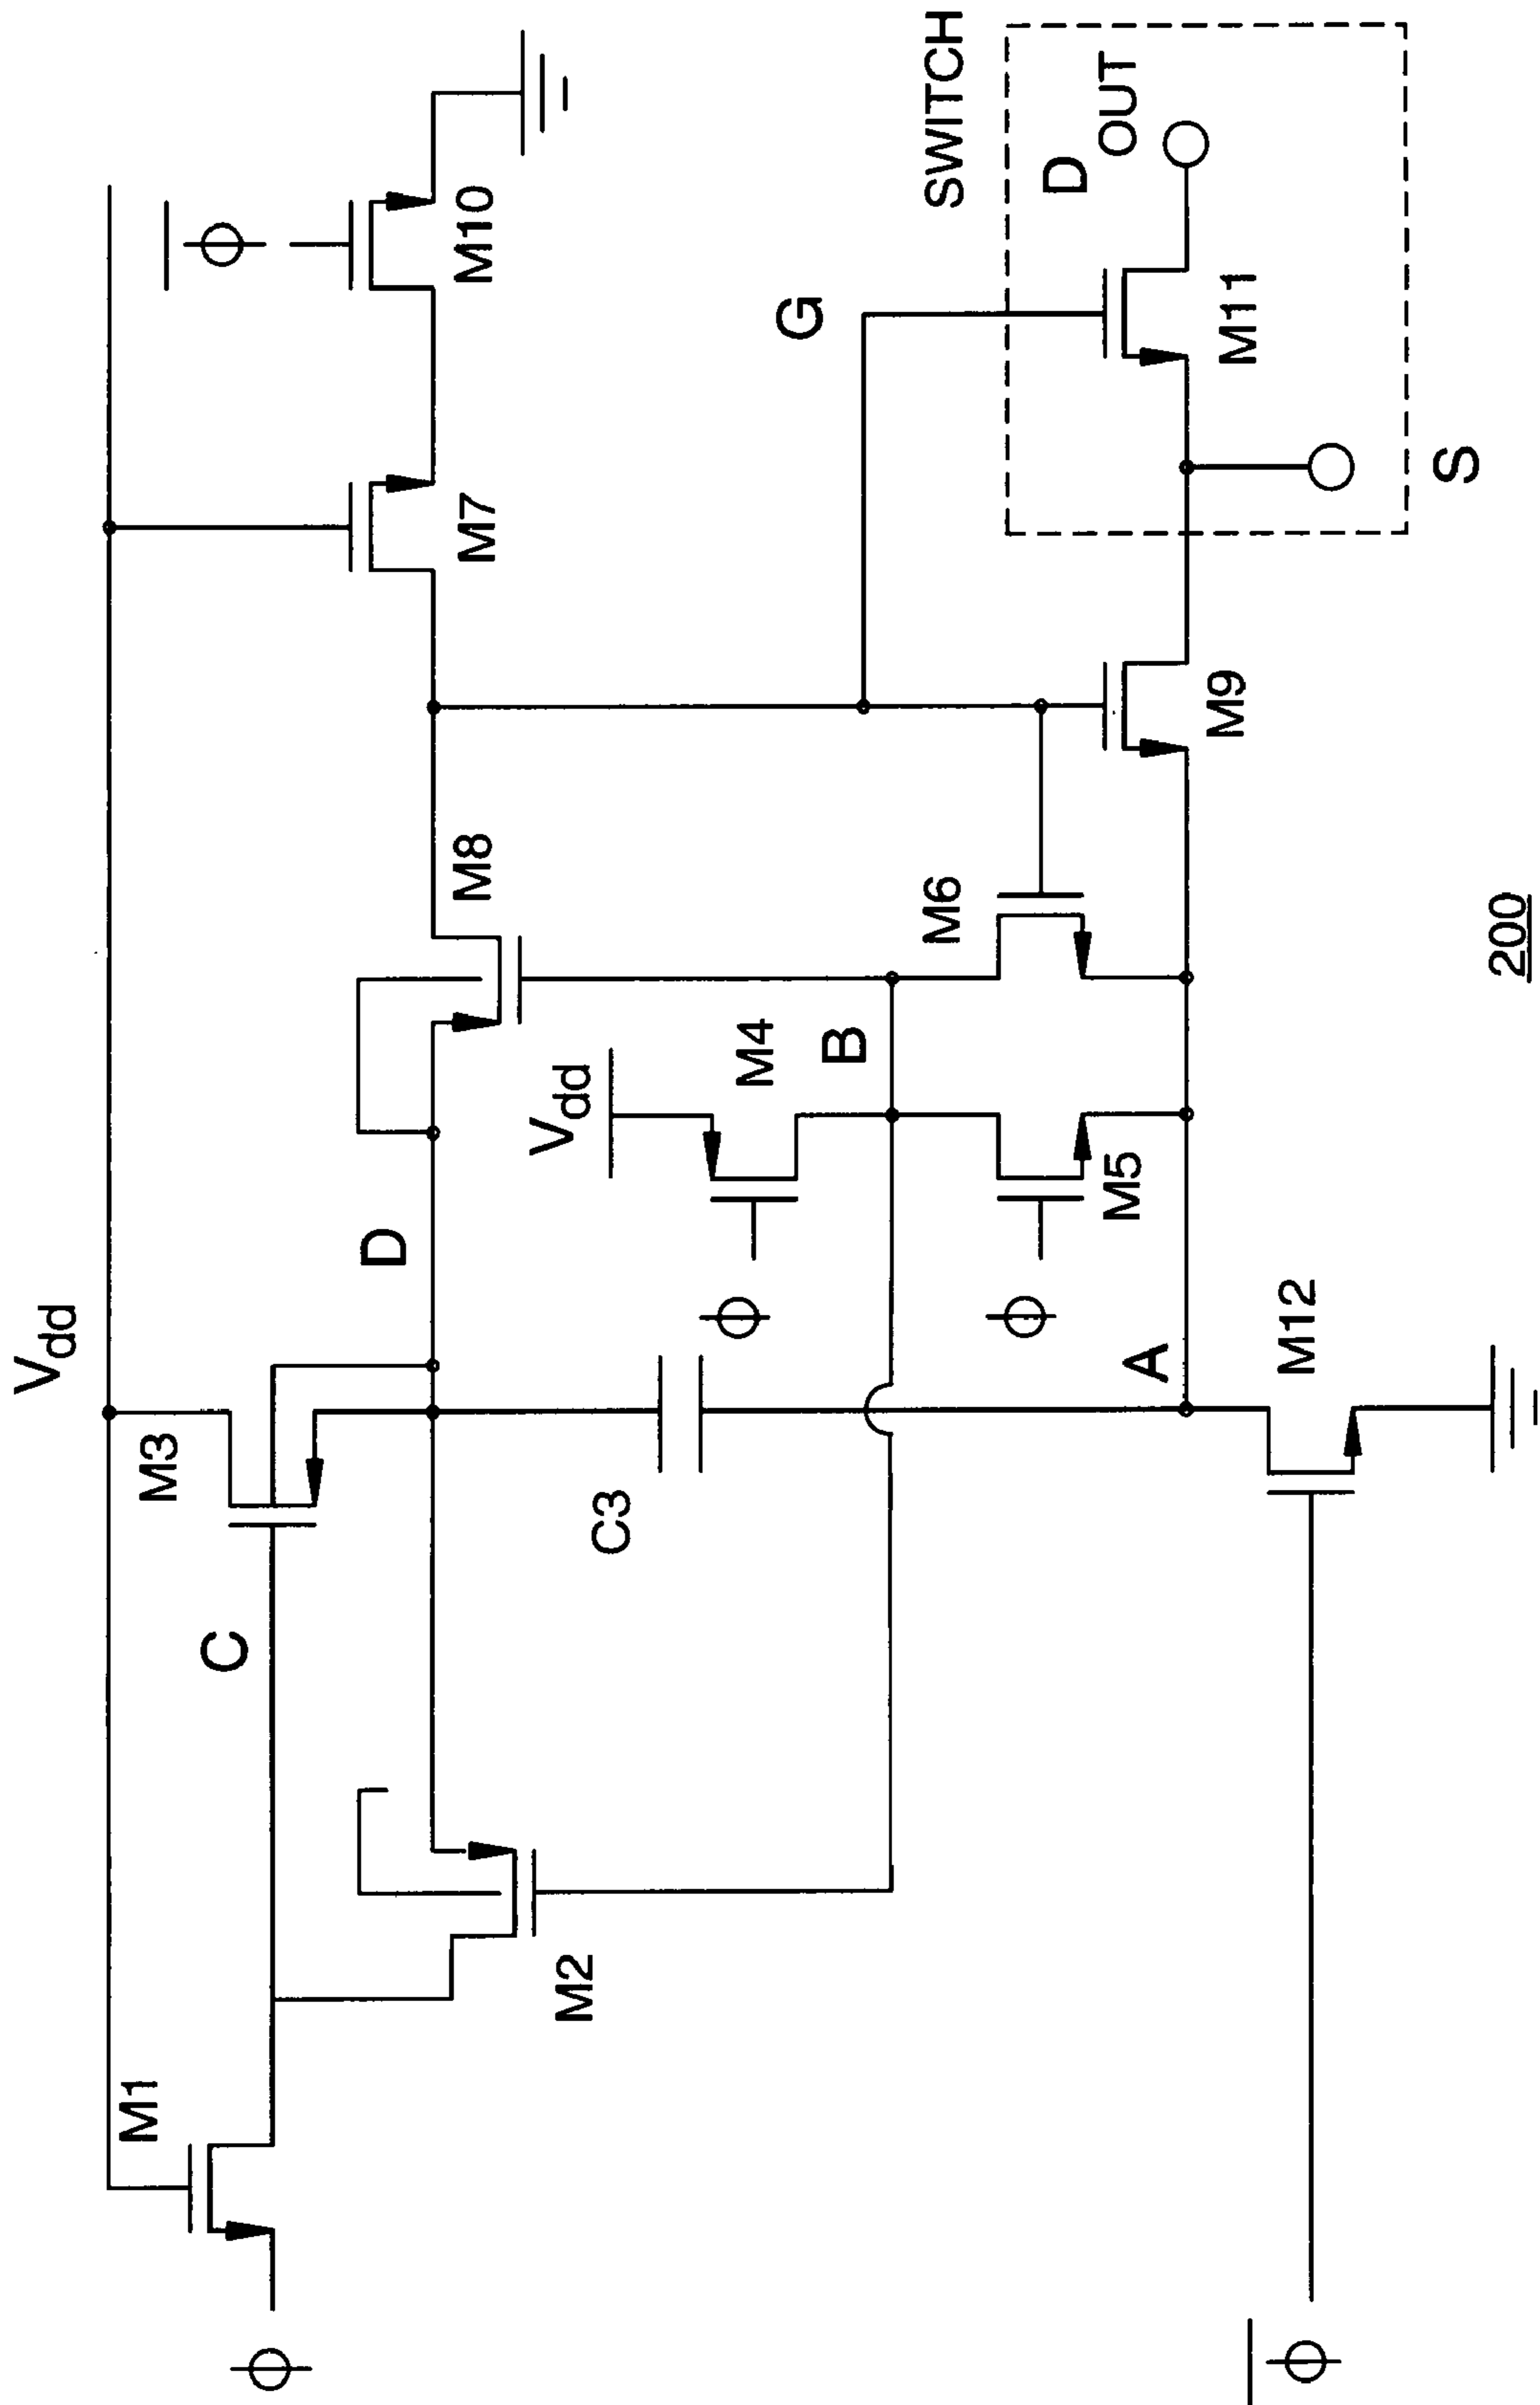 Vdd
M1
C
M3
D
M8
M7
M10
ϕ̅
ϕ
M2
C3
Vdd
M4
ϕ
B
M6
G
SWITCH
ϕ
M5
D
OUT
A
M9
M11
M12
S
ϕ̅
200